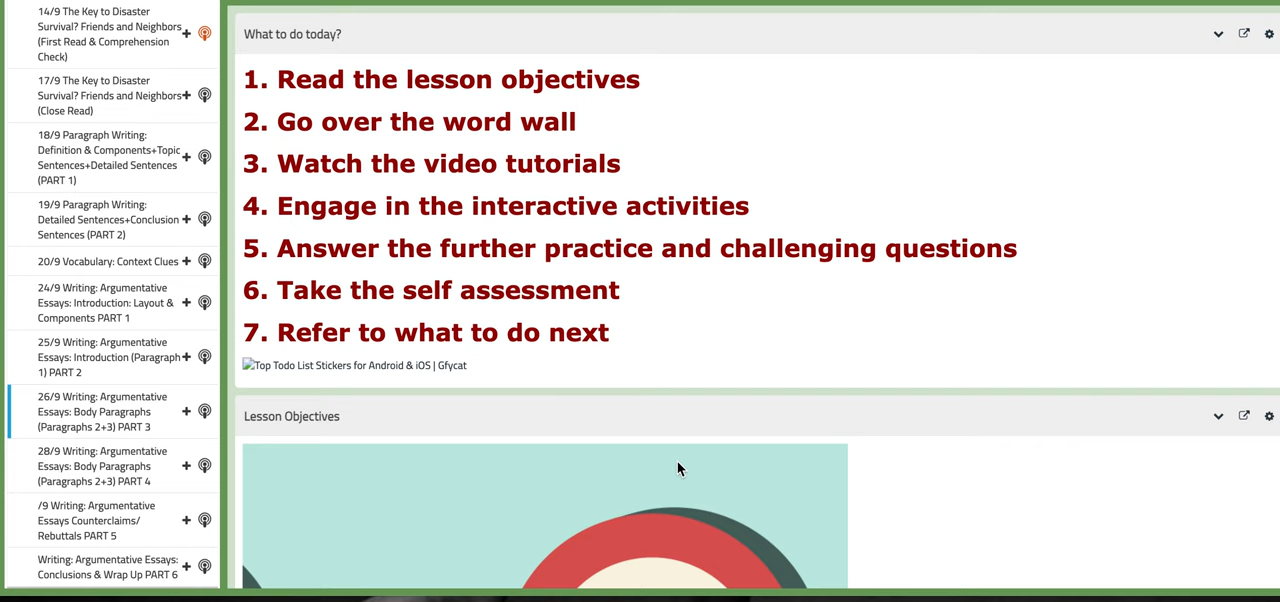 14/9 The Key to Disaster
Survival? Friends and Neighbors
(First Read & Comprehension
Check)
17/9 The Key to Disaster
Survival? Friends and Neighbors
(Close Read)
18/9 Paragraph Writing:
Definition & Components+Topic
Sentences+Detailed Sentences
(PART 1)
19/9 Paragraph Writing:
Detailed Sentences+Conclusion
Sentences (PART 2)
20/9 Vocabulary: Context Clues
24/9 Writing: Argumentative
Essays: Introduction: Layout &
Components PART 1
25/9 Writing: Argumentative
Essays: Introduction (Paragraph
1) PART 2
26/9 Writing: Argumentative
Essays: Body Paragraphs
(Paragraphs 2+3) PART 3
28/9 Writing: Argumentative
Essays: Body Paragraphs
(Paragraphs 2+3) PART 4
/9 Writing: Argumentative
Essays Counterclaims/
Rebuttals PART 5
Writing: Argumentative Essays:
Conclusions & Wrap Up PART 6
What to do today?
1. Read the lesson objectives
2. Go over the word wall
3. Watch the video tutorials
4. Engage in the interactive activities
5. Answer the further practice and challenging questions
6. Take the self assessment
7. Refer to what to do next
Top Todo List Stickers for Android & iOS | Gfycat
Lesson Objectives